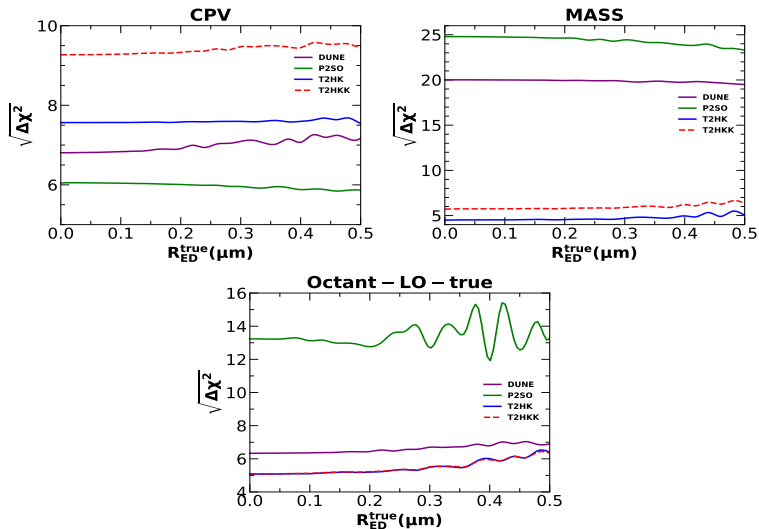 CPV
10
8
6
√Δχ²
DUNE
P2SO
T2HK
T2HKK
0.0 0.1 0.2 0.3 0.4 0.5
R_ED^true(μm)
MASS
25
20
15
10
5
√Δχ²
DUNE
P2SO
T2HK
T2HKK
0.0 0.1 0.2 0.3 0.4 0.5
R_ED^true(μm)
Octant − LO − true
16
14
12
10
8
6
4
√Δχ²
DUNE
P2SO
T2HK
T2HKK
0.0 0.1 0.2 0.3 0.4 0.5
R_ED^true(μm)